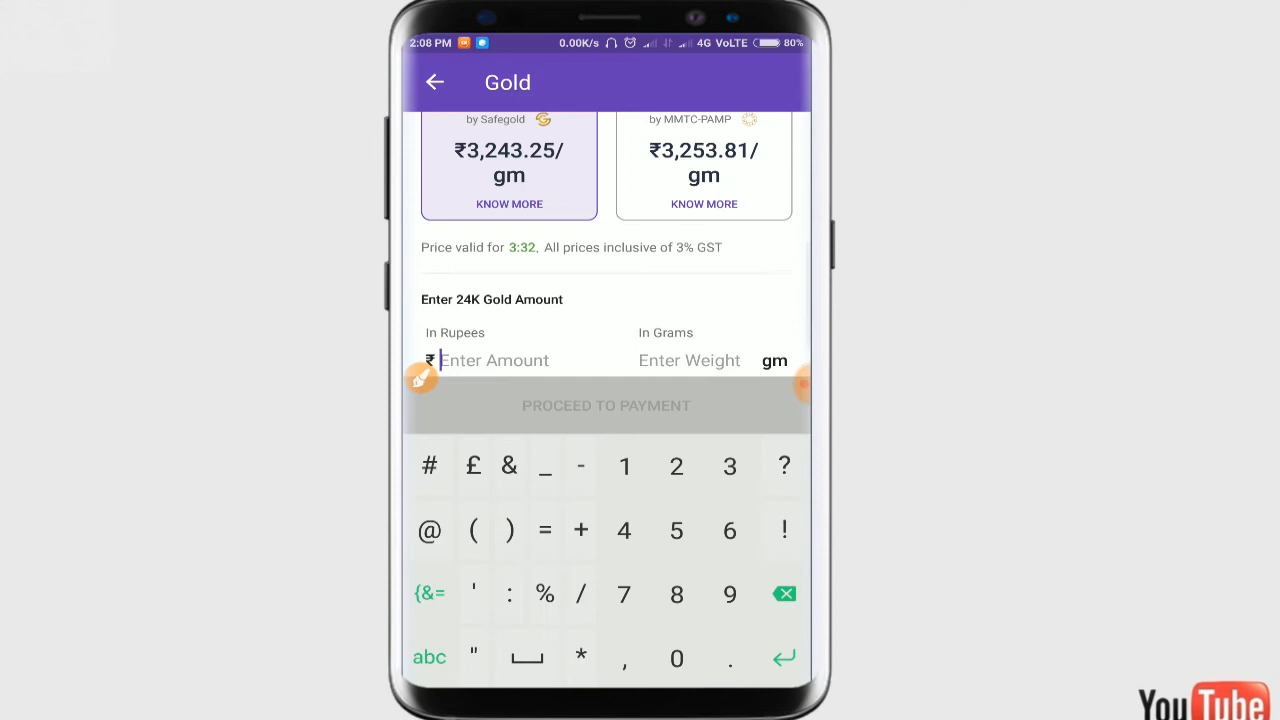 2:08 PM 0.00K/s 4G VoLTE 80%
Gold
by Safegold by MMTC-PAMP
₹3,243.25/ ₹3,253.81/
gm gm
KNOW MORE KNOW MORE
Price valid for 3:32. All prices inclusive of 3% GST
Enter 24K Gold Amount
In Rupees In Grams
₹ Enter Amount Enter Weight gm
PROCEED TO PAYMENT
# £ & _ - 1 2 3 ?
@ ( ) = + 4 5 6 !
{&= ' : % / 7 8 9
abc " * , 0 .
YouTube